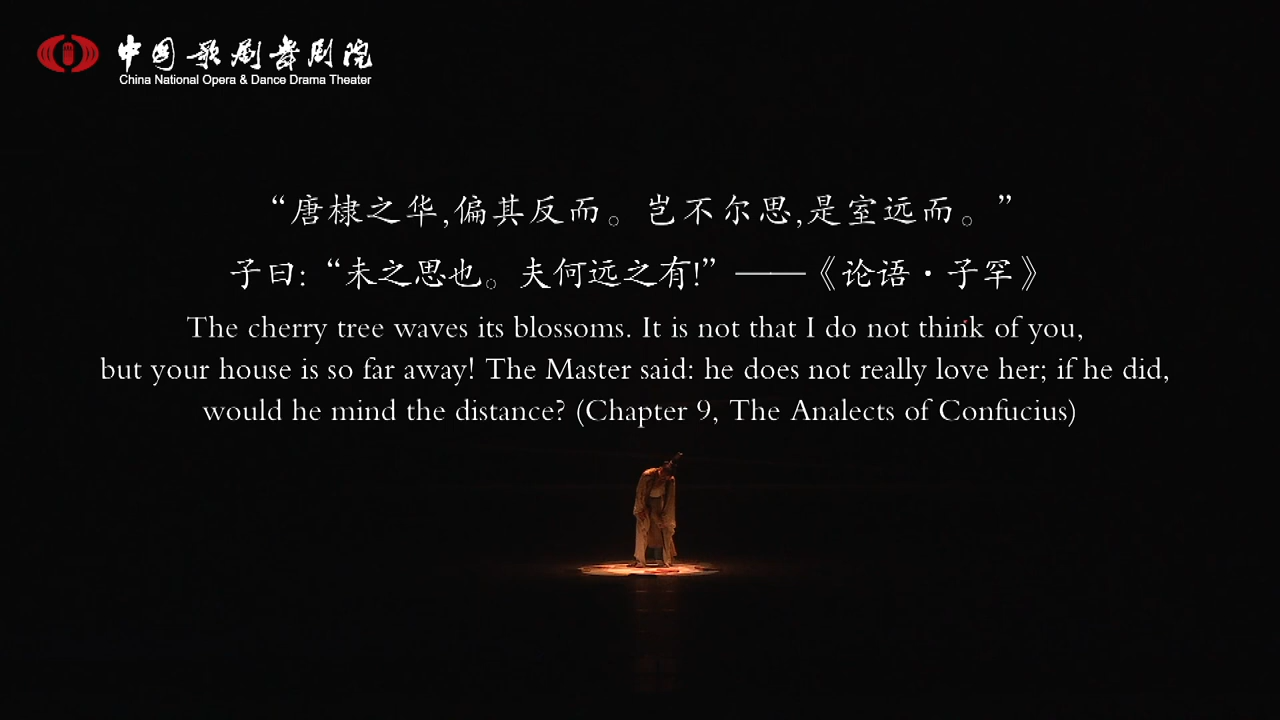 中国歌剧舞剧院
China National Opera & Dance Drama Theater
“唐棣之华,偏其反而。岂不尔思,是室远而。”
子曰:“未之思也。夫何远之有!”——《论语·子罕》
The cherry tree waves its blossoms. It is not that I do not think of you,
but your house is so far away! The Master said: he does not really love her; if he did,
would he mind the distance? (Chapter 9, The Analects of Confucius)